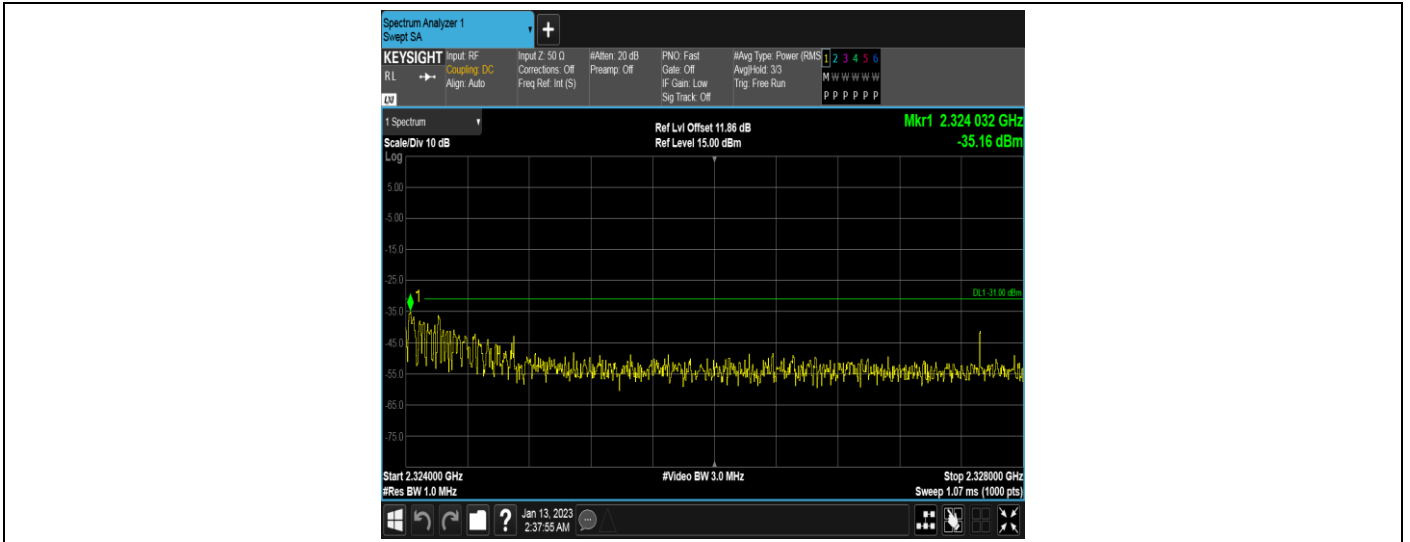 Spectrum Analyzer 1
Swept SA
+
KEYSIGHT Input: RF Input Z: 50 Ω #Atten: 20 dB PNO: Fast #Avg Type: Power (RMS 1 2 3 4 5 6
RL Coupling: DC Corrections: Off Preamp: Off Gate: Off Avg|Hold: 3/3 M W W W W W
Align: Auto Freq Ref: Int (S) IF Gain: Low Trig: Free Run
LXI Sig Track: Off P P P P P P
1 Spectrum Ref Lvl Offset 11.86 dB Mkr1 2.324 032 GHz
Scale/Div 10 dB Ref Level 15.00 dBm -35.16 dBm
Log
5.00
-5.00
-15.0
-25.0
DL1 -31.00 dBm
1
-35.0
-45.0
-55.0
-65.0
-75.0
Start 2.324000 GHz #Video BW 3.0 MHz Stop 2.328000 GHz
#Res BW 1.0 MHz Sweep 1.07 ms (1000 pts)
? Jan 13, 2023
2:37:55 AM